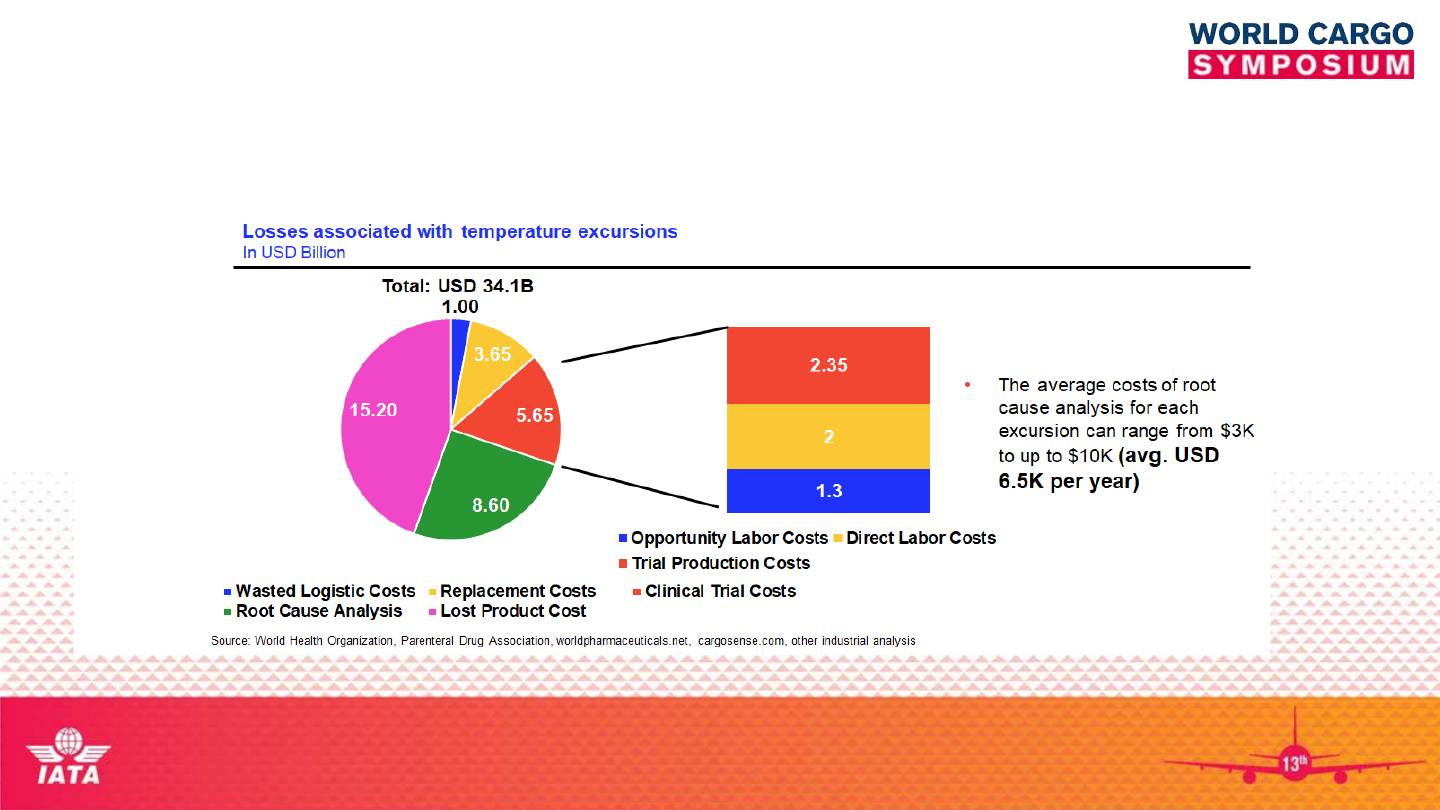 WORLD CARGO
SYMPOSIUM
Losses associated with temperature excursions
In USD Billion
Total: USD 34.1B
1.00
3.65
5.65
8.60
15.20
2.35
2
1.3
Opportunity Labor Costs Direct Labor Costs
Trial Production Costs
Wasted Logistic Costs Replacement Costs Clinical Trial Costs
Root Cause Analysis Lost Product Cost
• The average costs of root
cause analysis for each
excursion can range from $3K
to up to $10K (avg. USD
6.5K per year)
Source: World Health Organization, Parenteral Drug Association, worldpharmaceuticals.net, cargosense.com, other industrial analysis
IATA
13th